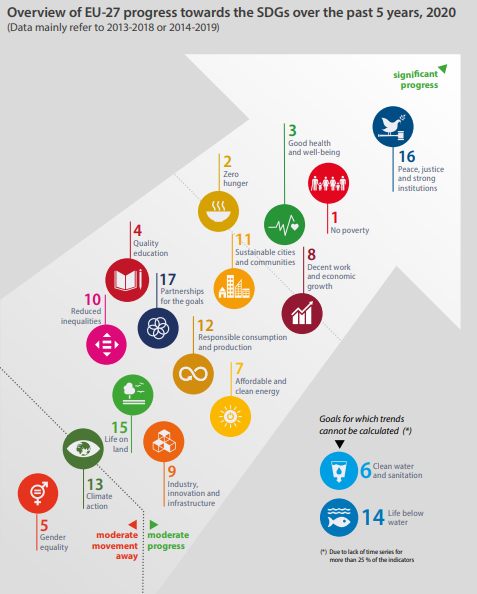 Overview of EU-27 progress towards the SDGs over the past 5 years, 2020
(Data mainly refer to 2013-2018 or 2014-2019)
significant
progress
3
Good health
and well-being
16
Peace, justice
and strong
institutions
2
Zero
hunger
1
No poverty
4
Quality
education
11
Sustainable cities
and communities
8
Decent work
and economic
growth
17
Partnerships
for the goals
10
Reduced
inequalities
12
Responsible consumption
and production
7
Affordable and
clean energy
15
Life on
land
9
Industry,
innovation and
infrastructure
13
Climate
action
5
Gender
equality
moderate
movement
away
moderate
progress
Goals for which trends
cannot be calculated (*)
6 Clean water
and sanitation
14 Life below
water
(*) Due to lack of time series for
more than 25 % of the indicators